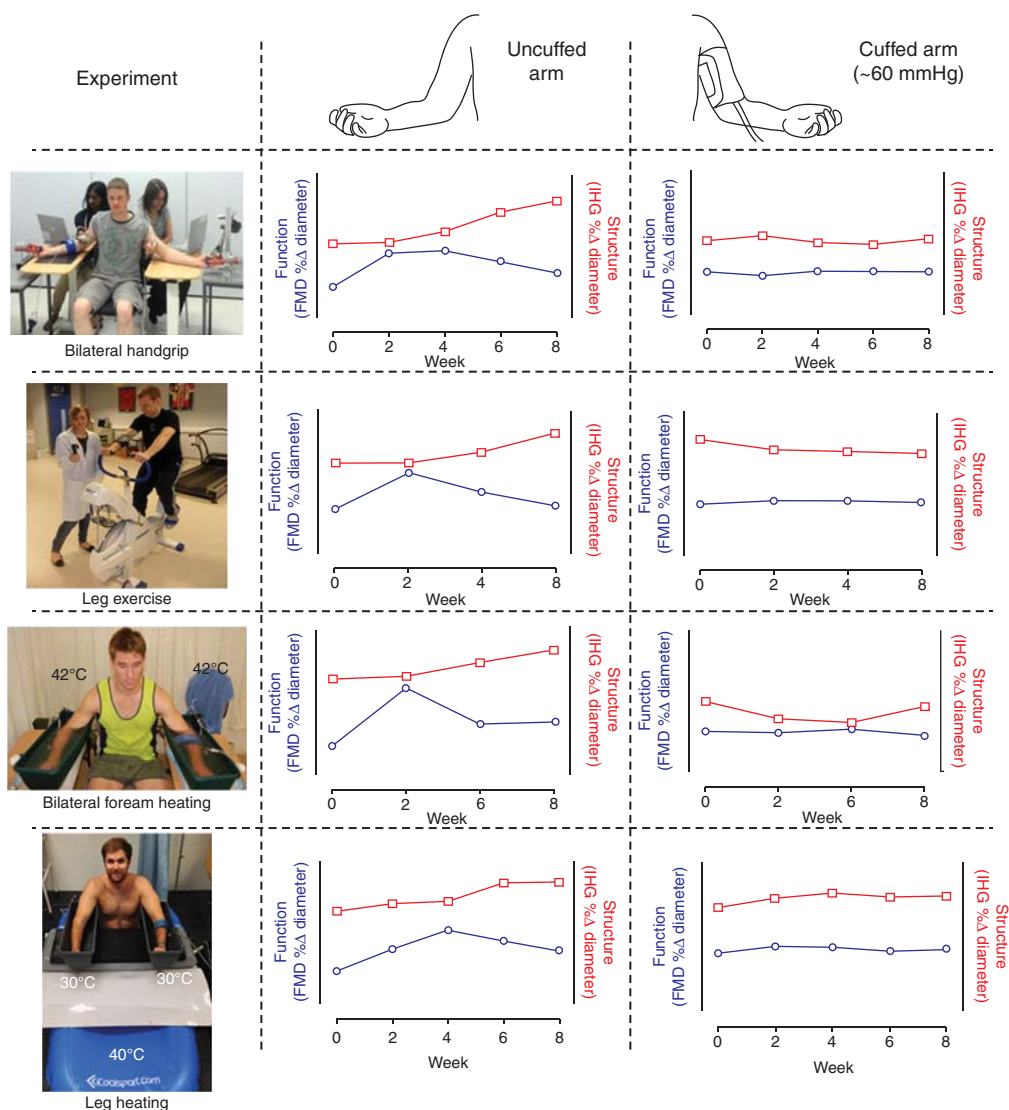 Experiment
Uncuffed
arm
Cuffed arm
(~60 mmHg)
Function
(FMD %Δ diameter)
Structure
(IHG %Δ diameter)
0 2 4 6 8
Week
Function
(FMD %Δ diameter)
Structure
(IHG %Δ diameter)
0 2 4 6 8
Week
Bilateral handgrip
Function
(FMD %Δ diameter)
Structure
(IHG %Δ diameter)
0 2 4 8
Week
Function
(FMD %Δ diameter)
Structure
(IHG %Δ diameter)
0 2 4 8
Week
Leg exercise
42°C
42°C
Function
(FMD %Δ diameter)
Structure
(IHG %Δ diameter)
0 2 6 8
Week
Function
(FMD %Δ diameter)
Structure
(IHG %Δ diameter)
0 2 6 8
Week
Bilateral foream heating
30°C
30°C
40°C
iCoolsport.com
Function
(FMD %Δ diameter)
Structure
(IHG %Δ diameter)
0 2 4 6 8
Week
Function
(FMD %Δ diameter)
Structure
(IHG %Δ diameter)
0 2 4 6 8
Week
Leg heating